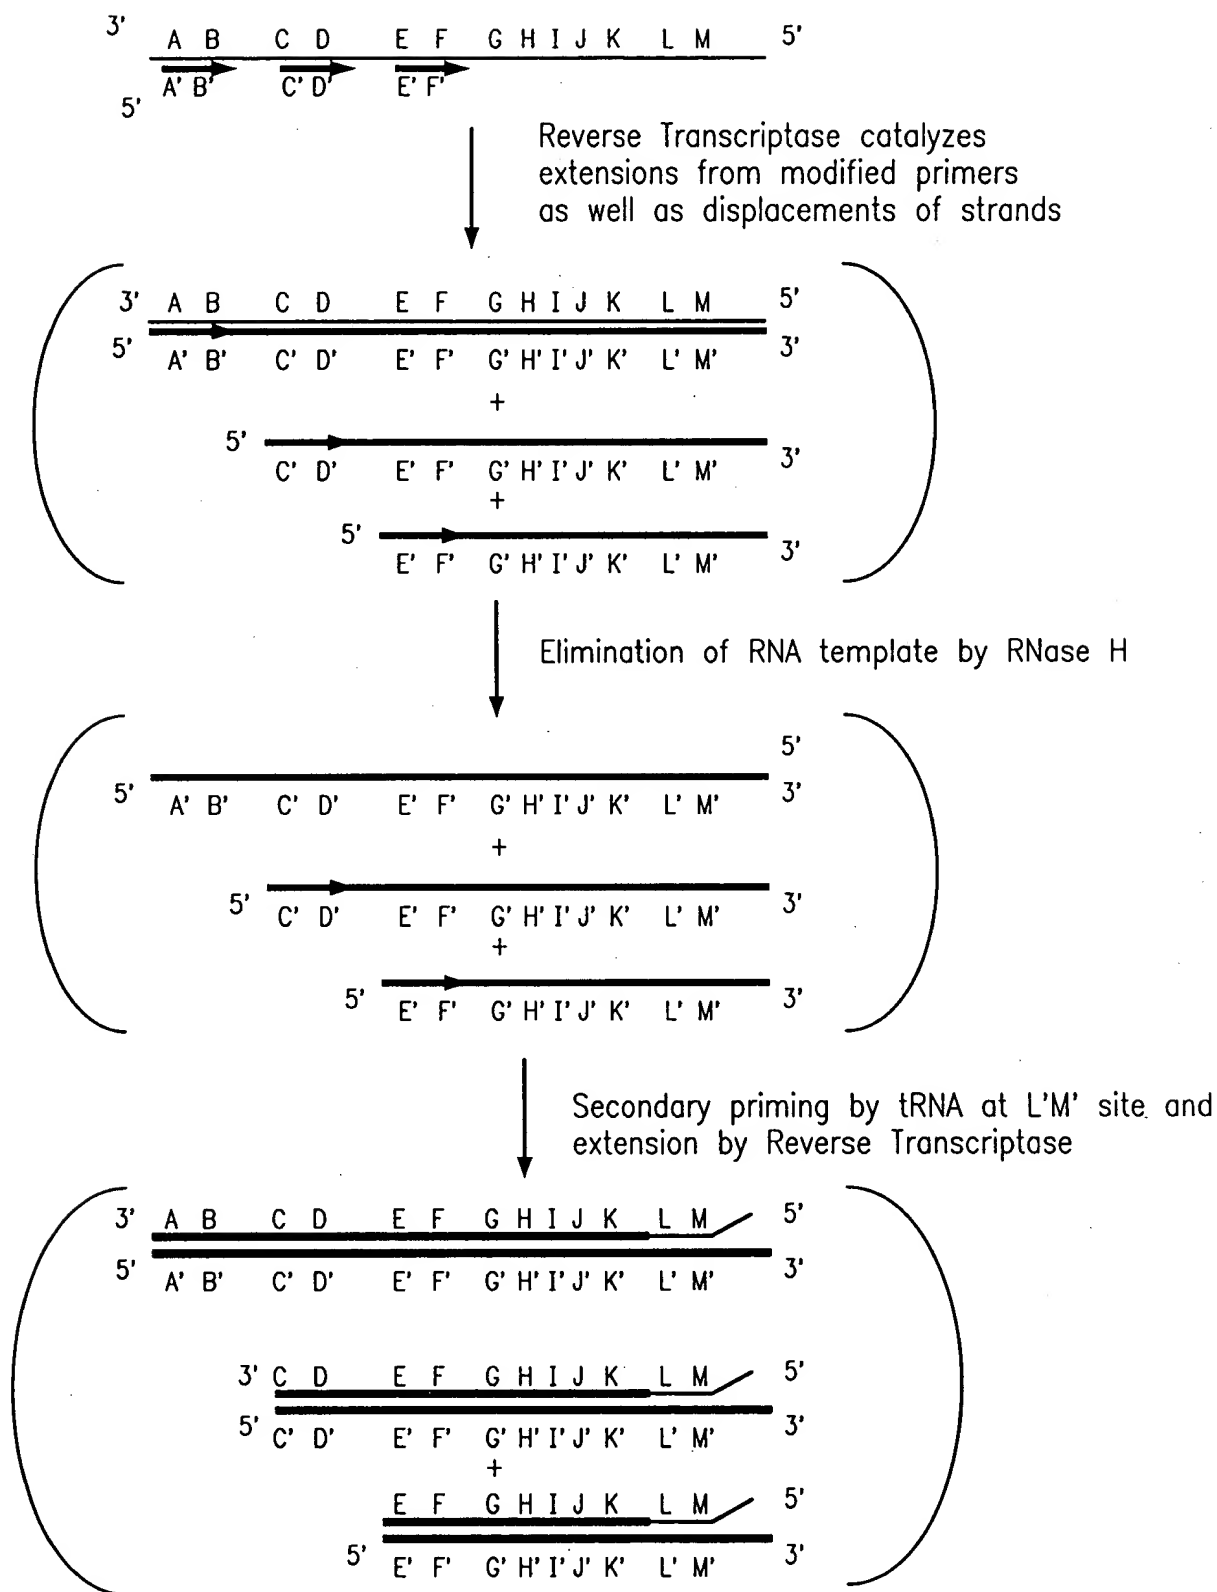 3' A B C D E F G H I J K L M 5'
5' A' B' C' D' E' F'
Reverse Transcriptase catalyzes
extensions from modified primers
as well as displacements of strands
3' A B C D E F G H I J K L M 5'
5' A' B' C' D' E' F' G' H' I' J' K' L' M' 3'
+
5' C' D' E' F' G' H' I' J' K' L' M' 3'
+
5' E' F' G' H' I' J' K' L' M' 3'
Elimination of RNA template by RNase H
5'
5' A' B' C' D' E' F' G' H' I' J' K' L' M' 3'
+
5' C' D' E' F' G' H' I' J' K' L' M' 3'
+
5' E' F' G' H' I' J' K' L' M' 3'
Secondary priming by tRNA at L'M' site and
extension by Reverse Transcriptase
3' A B C D E F G H I J K L M 5'
5' A' B' C' D' E' F' G' H' I' J' K' L' M' 3'
3' C D E F G H I J K L M 5'
5' C' D' E' F' G' H' I' J' K' L' M' 3'
+
E F G H I J K L M 5'
5' E' F' G' H' I' J' K' L' M' 3'